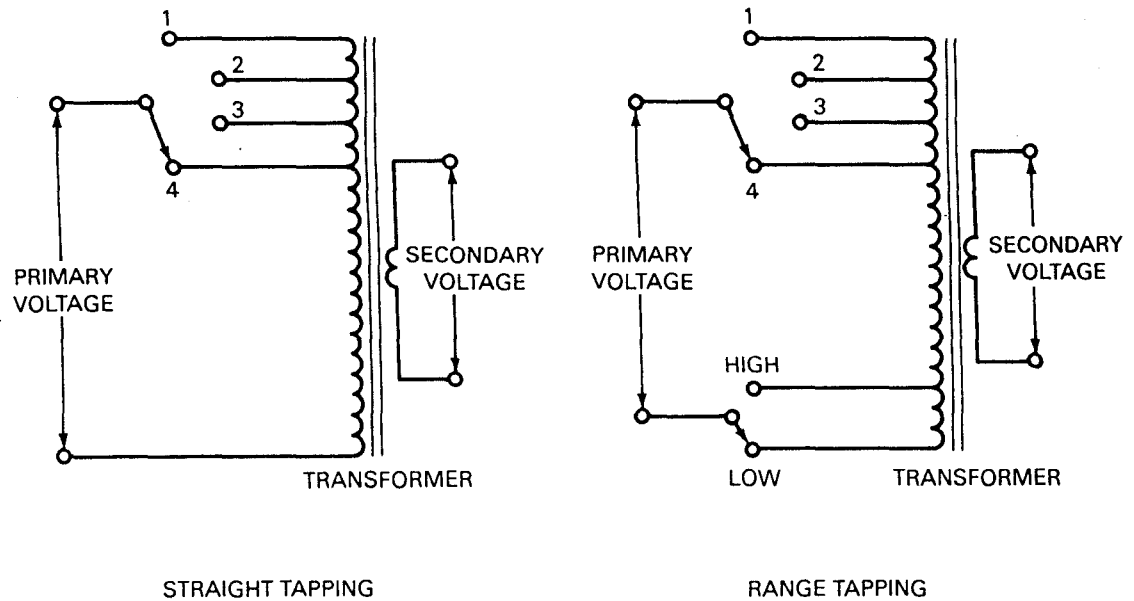 1
2
3
4
PRIMARY
VOLTAGE
SECONDARY
VOLTAGE
TRANSFORMER
STRAIGHT TAPPING
1
2
3
4
PRIMARY
VOLTAGE
SECONDARY
VOLTAGE
HIGH
LOW
TRANSFORMER
RANGE TAPPING